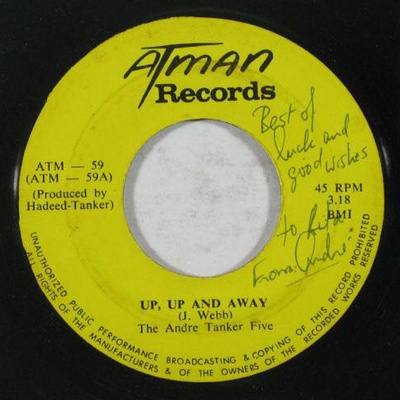 ATMAN
Records
ATM — 59
(ATM — 59A)
(Produced by
Hadeed-Tanker)
Best of
luck and
good wishes
45 RPM
3.18
BMI
to
From: André
UP, UP AND AWAY
(J. Webb)
The Andre Tanker Five
UNAUTHORIZED PUBLIC PERFORMANCE BROADCASTING & COPYING OF THIS RECORD PROHIBITED
ALL RIGHTS OF THE MANUFACTURERS & OF THE OWNERS OF THE RECORDED WORKS RESERVED